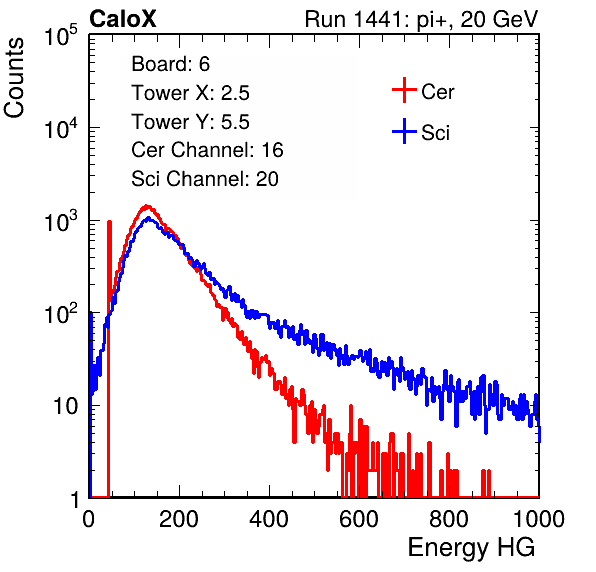 CaloX Run 1441: pi+, 20 GeV
Counts
Board: 6
Tower X: 2.5
Tower Y: 5.5
Cer Channel: 16
Sci Channel: 20
Cer
Sci
10^5
10^4
10^3
10^2
10
1
0 200 400 600 800 1000
Energy HG